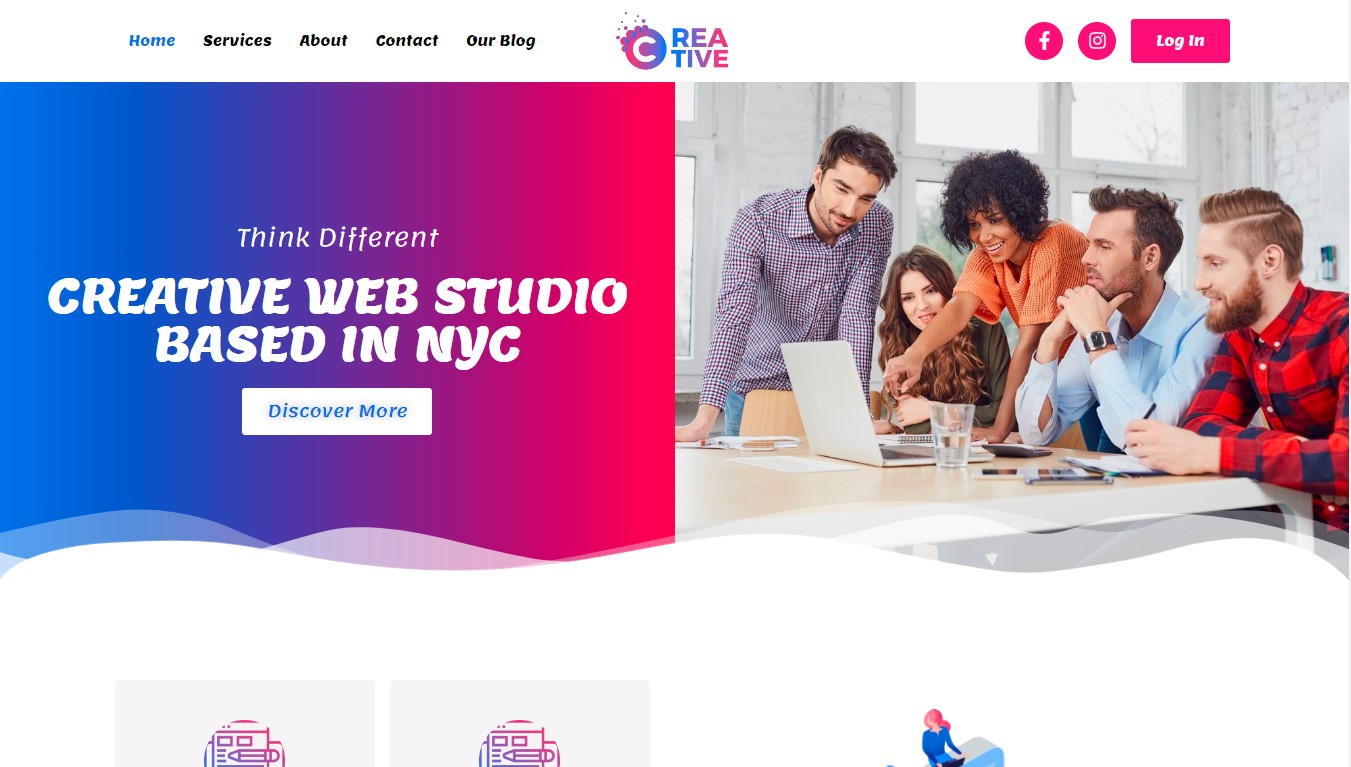 Home Services About Contact Our Blog
CREA
TIVE
Log In
Think Different
CREATIVE WEB STUDIO
BASED IN NYC
Discover More